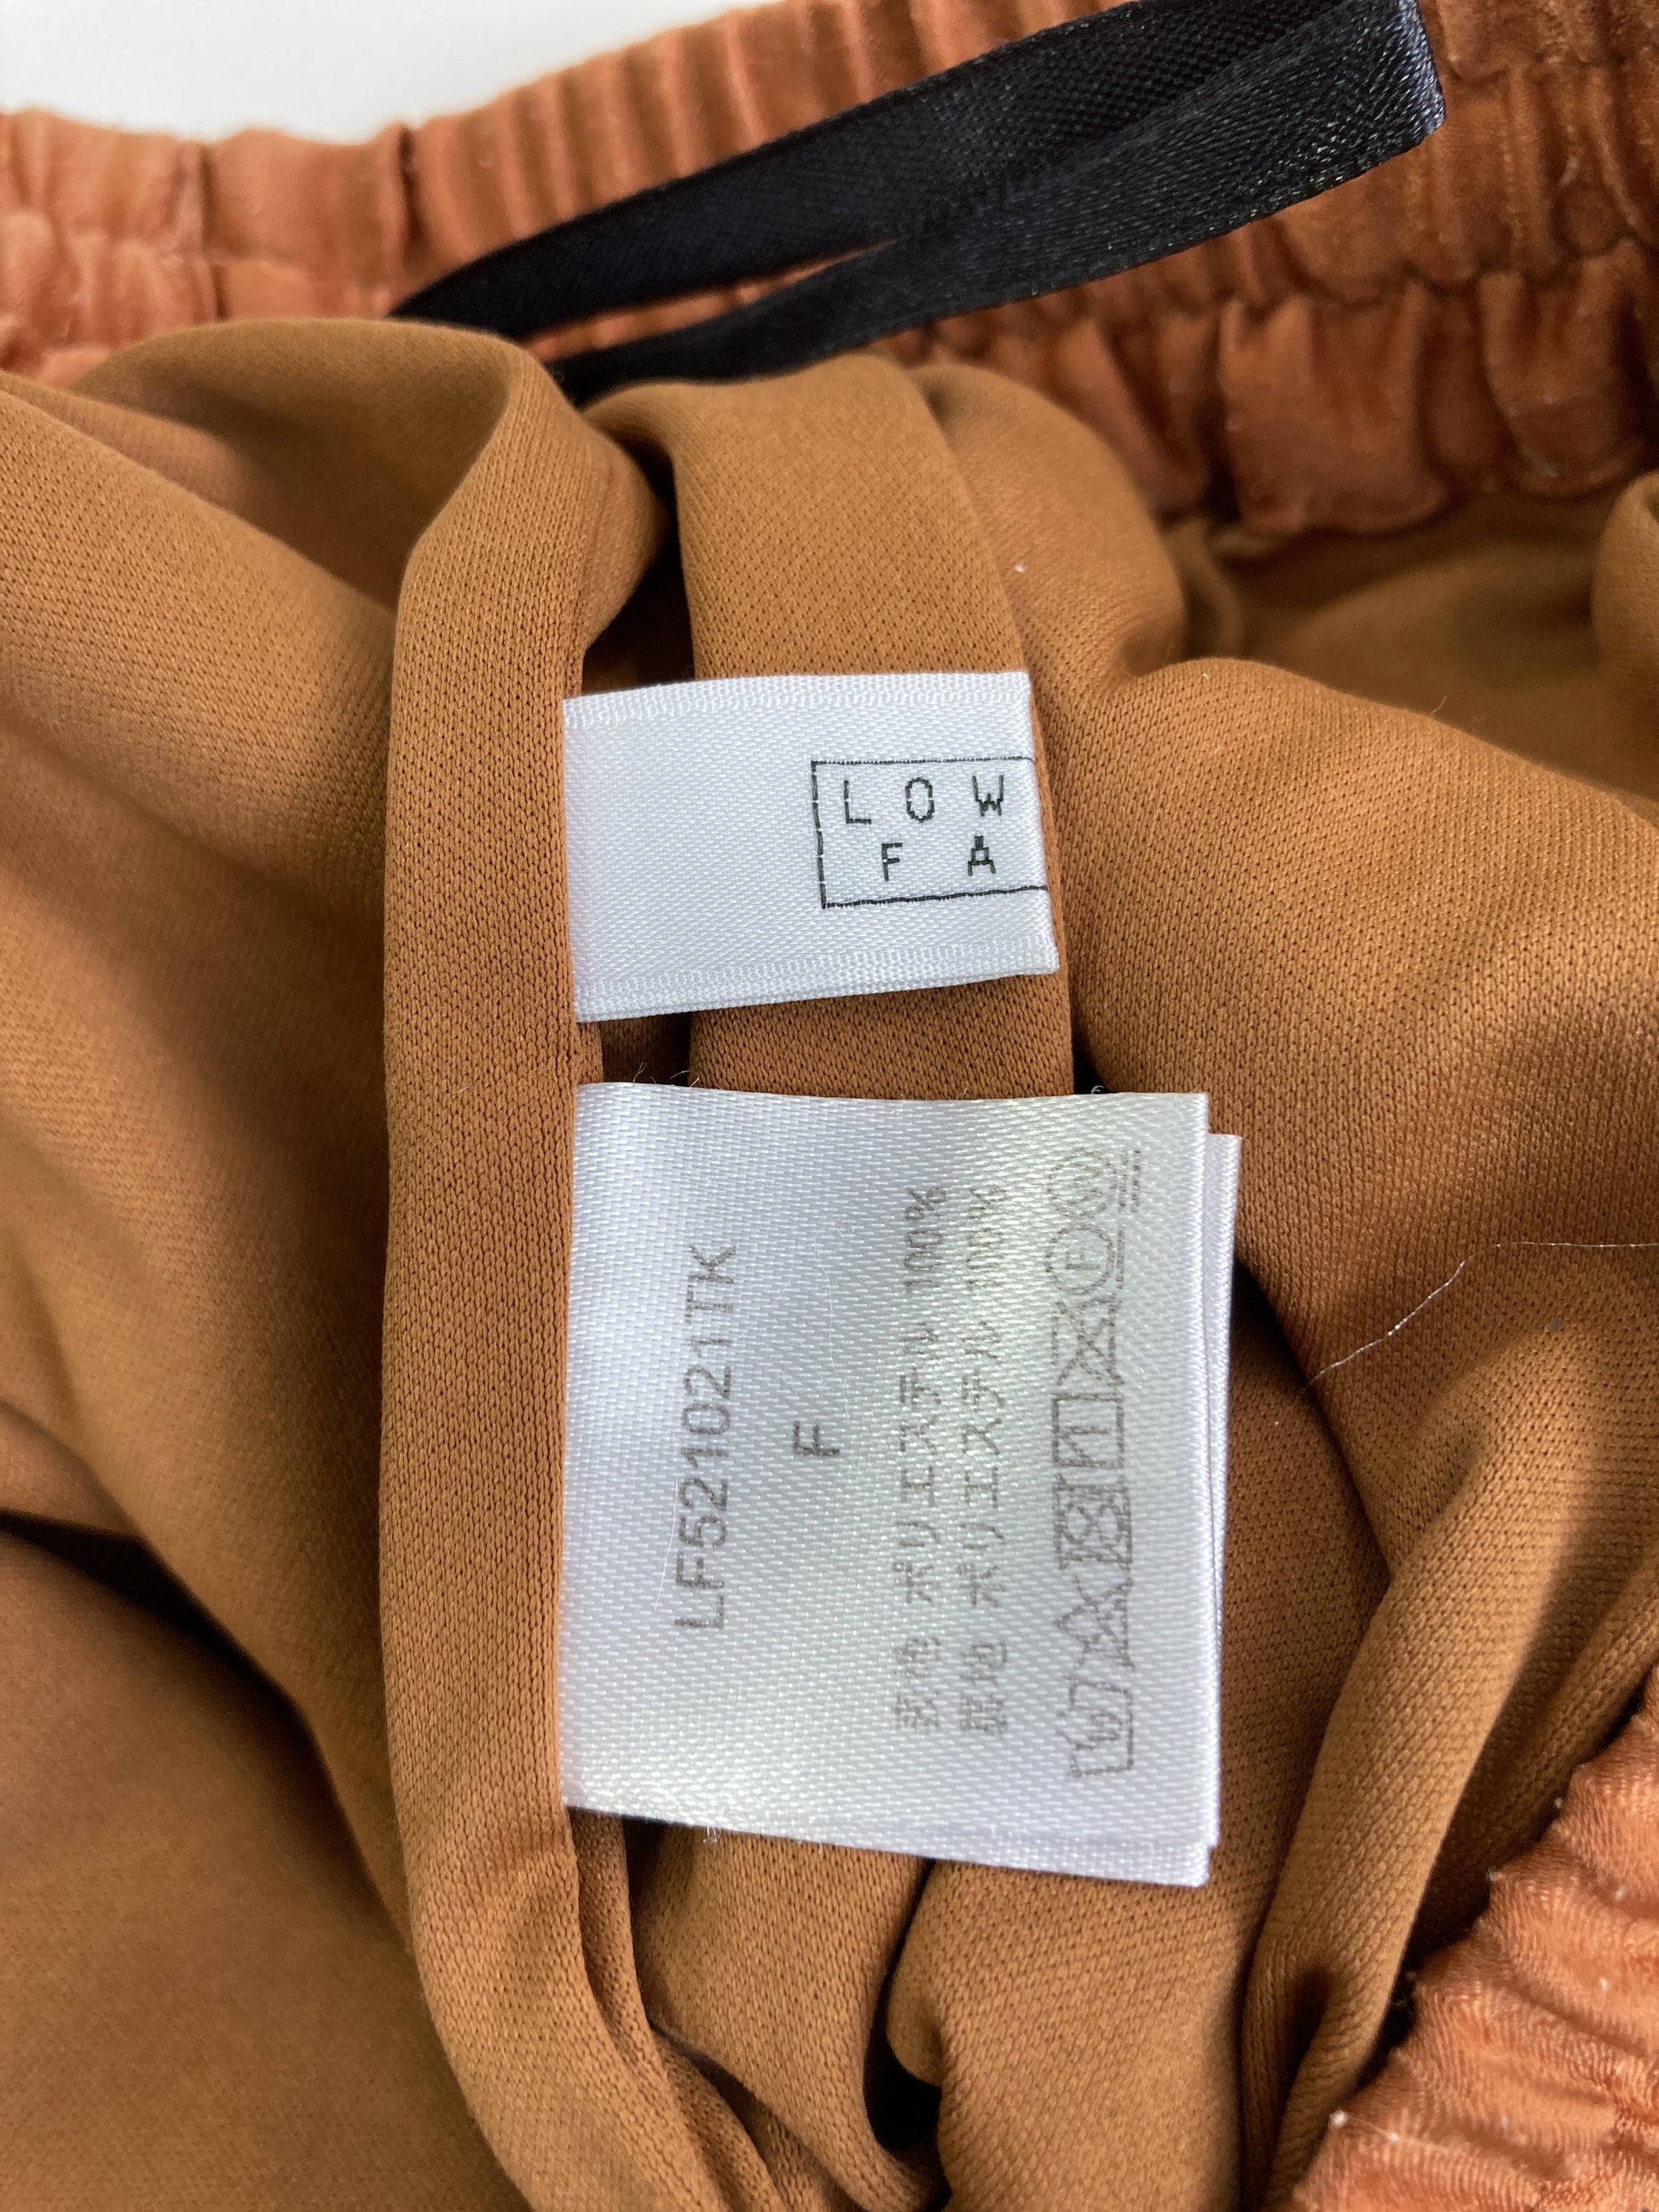 LOW
FA
LF521021TK
F
表地 ポリエステル 100%
裏地 ポリエステル 100%